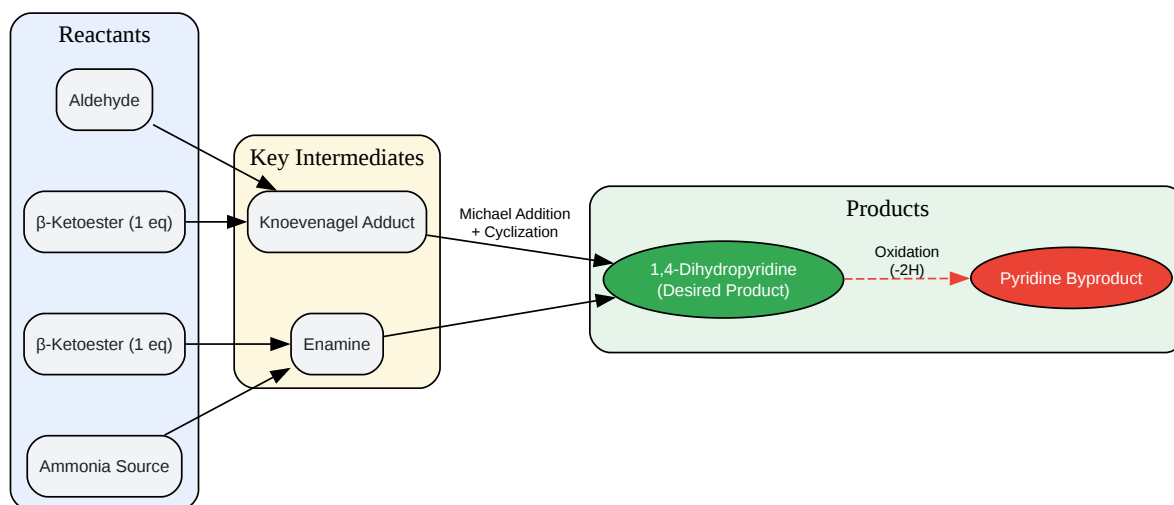 Reactants
Aldehyde
β-Ketoester (1 eq)
β-Ketoester (1 eq)
Ammonia Source
Key Intermediates
Knoevenagel Adduct
Enamine
Michael Addition
+ Cyclization
Products
1,4-Dihydropyridine
(Desired Product)
Oxidation
(-2H)
Pyridine Byproduct